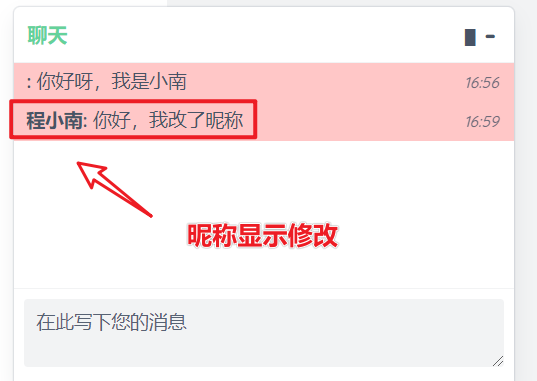 聊天
: 你好呀，我是小南 16:56
程小南: 你好，我改了昵称 16:59
昵称显示修改
在此写下您的消息